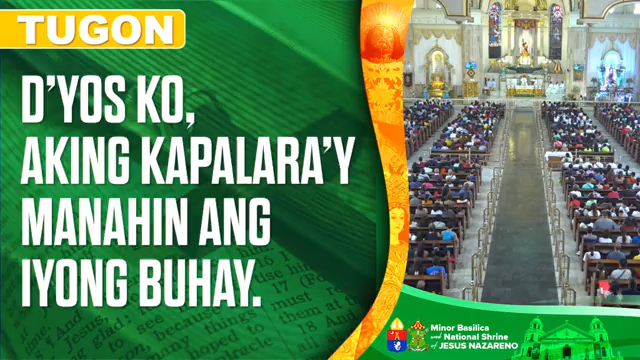 TUGON
D'YOS KO,
AKING KAPALARA'Y
MANAHIN ANG
IYONG BUHAY.
Minor Basilica
and National Shrine
of JESUS NAZARENO